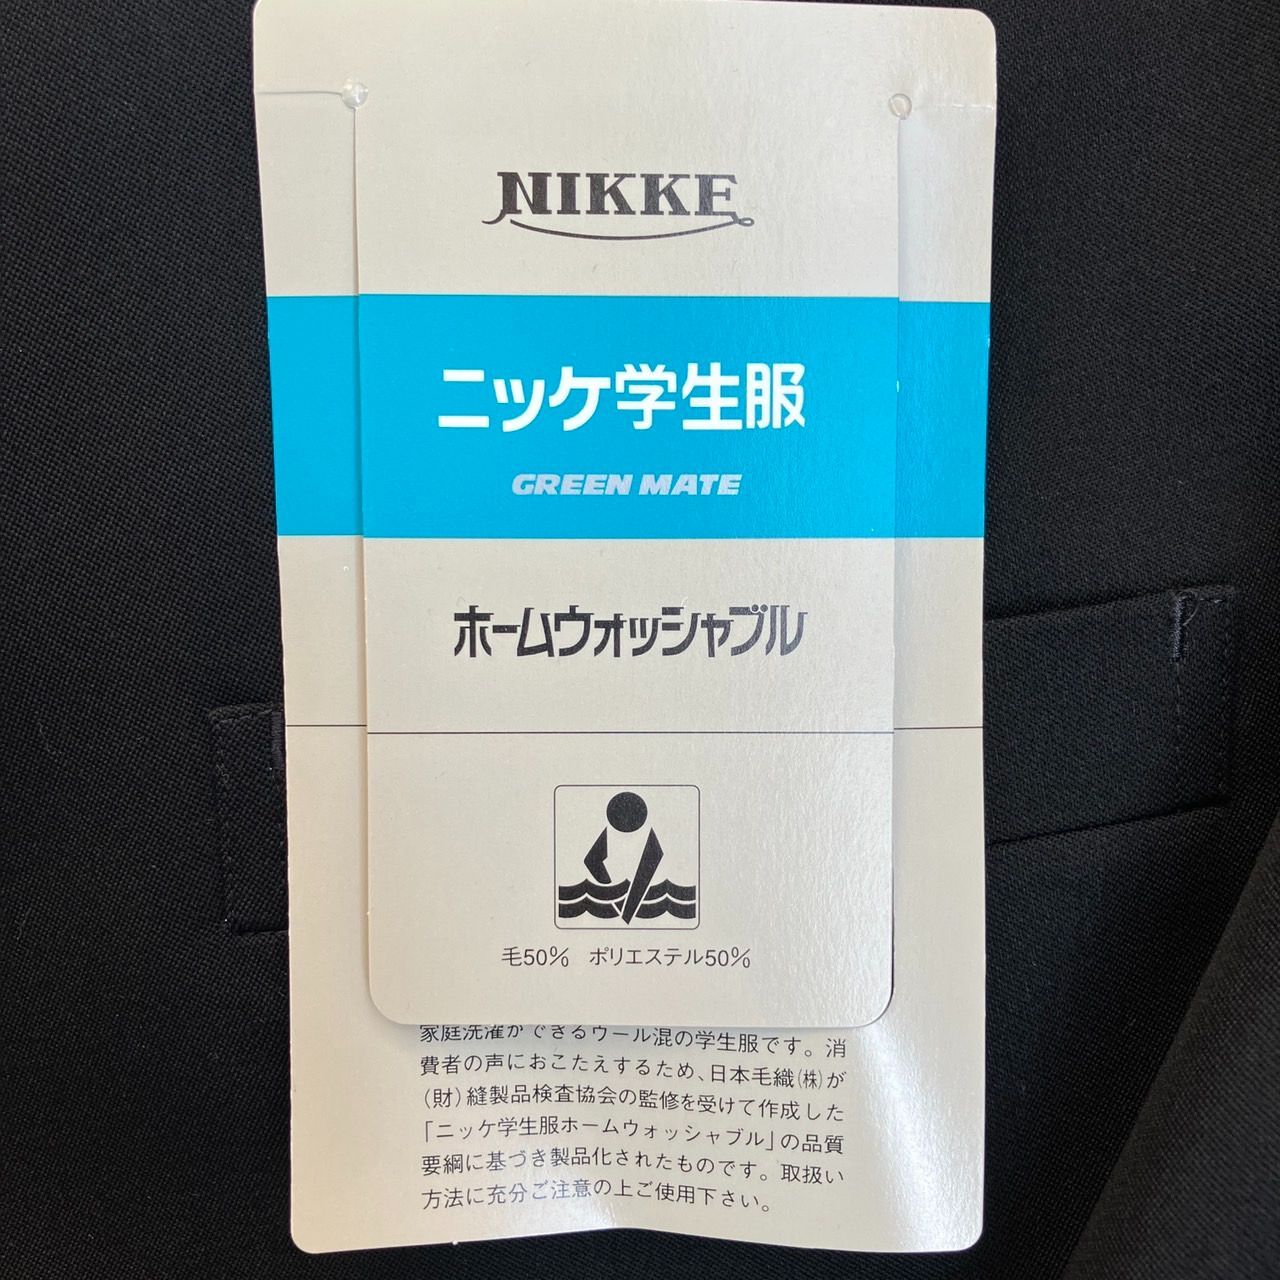 NIKKE
ニッケ学生服
GREEN MATE
ホームウォッシャブル
毛50% ポリエステル50%
家庭洗濯ができるウール混の学生服です。消
費者の声におこたえするため、日本毛織(株)が
(財)縫製品検査協会の監修を受けて作成した
「ニッケ学生服ホームウォッシャブル」の品質
要綱に基づき製品化されたものです。取扱い
方法に充分ご注意の上ご使用下さい。